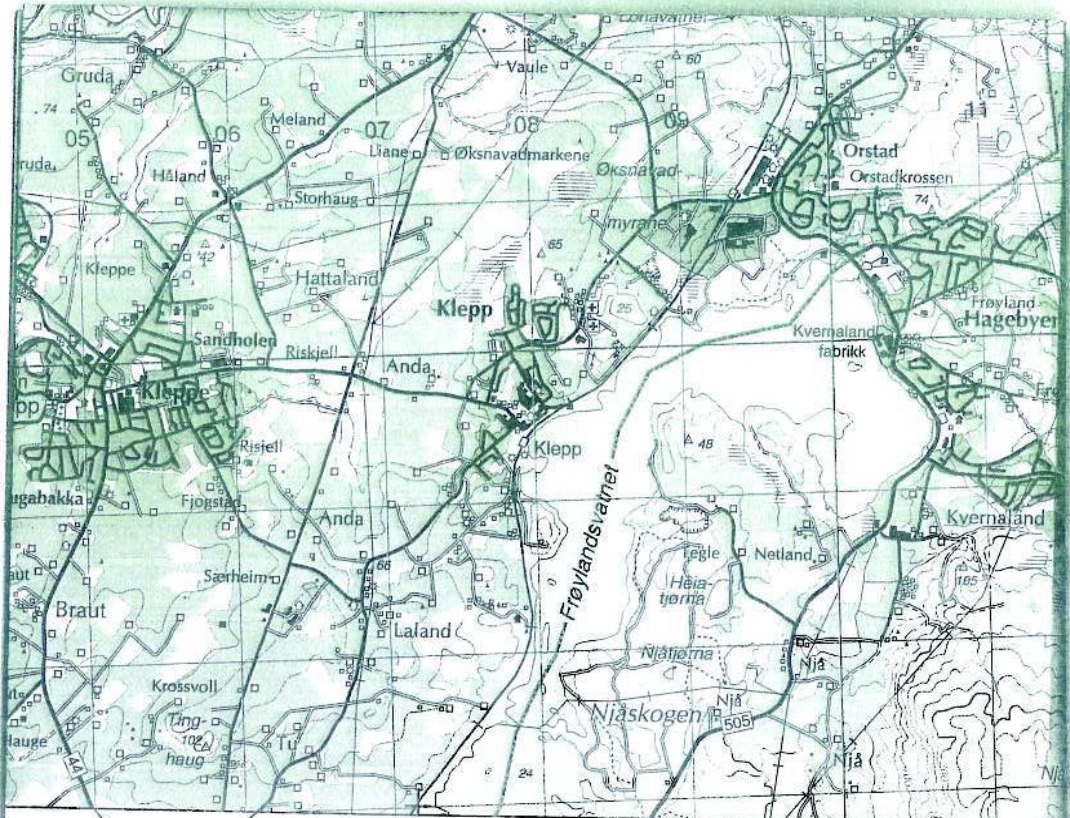 Gruda
Vaule
60
74
05
06
07
08
09
Meland
Liane
Øksnavadmarkene
Øksnavad-
myrane
Orstad
Orstadkrossen
74
Håland
Storhaug
Kleppe
42
Hattaland
65
25
Klepp
Frøyland
Hagebyen
Kvernaland
fabrikk
Sandholen
Riskjell
Anda
Kleppe
Klepp
48
Risjell
Fjogstad
Anda
Frøylandsvatnet
Kvernaland
Tegle
Netland
Heia-
tjørna
185
Særheim
66
Braut
Laland
Njåtjørna
Njå
Krossvoll
Njåskogen
Njå
505
Ting-
haug
102
Tu
Hauge
44
24
Njå